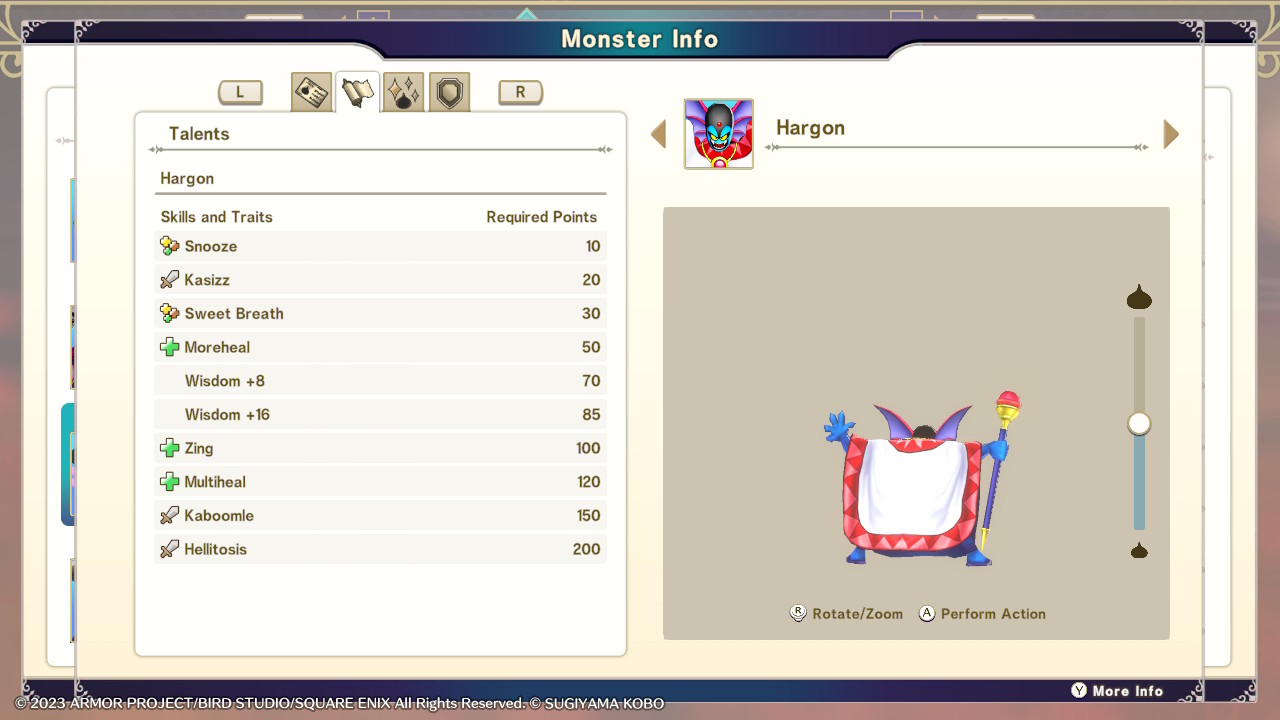 Monster Info
L
R
Talents
Hargon
Hargon
Skills and Traits Required Points
Snooze 10
Kasizz 20
Sweet Breath 30
Moreheal 50
Wisdom +8 70
Wisdom +16 85
Zing 100
Multiheal 120
Kaboomle 150
Hellitosis 200
R Rotate/Zoom A Perform Action
Y More Info
© 2023 ARMOR PROJECT/BIRD STUDIO/SQUARE ENIX All Rights Reserved. © SUGIYAMA KOBO